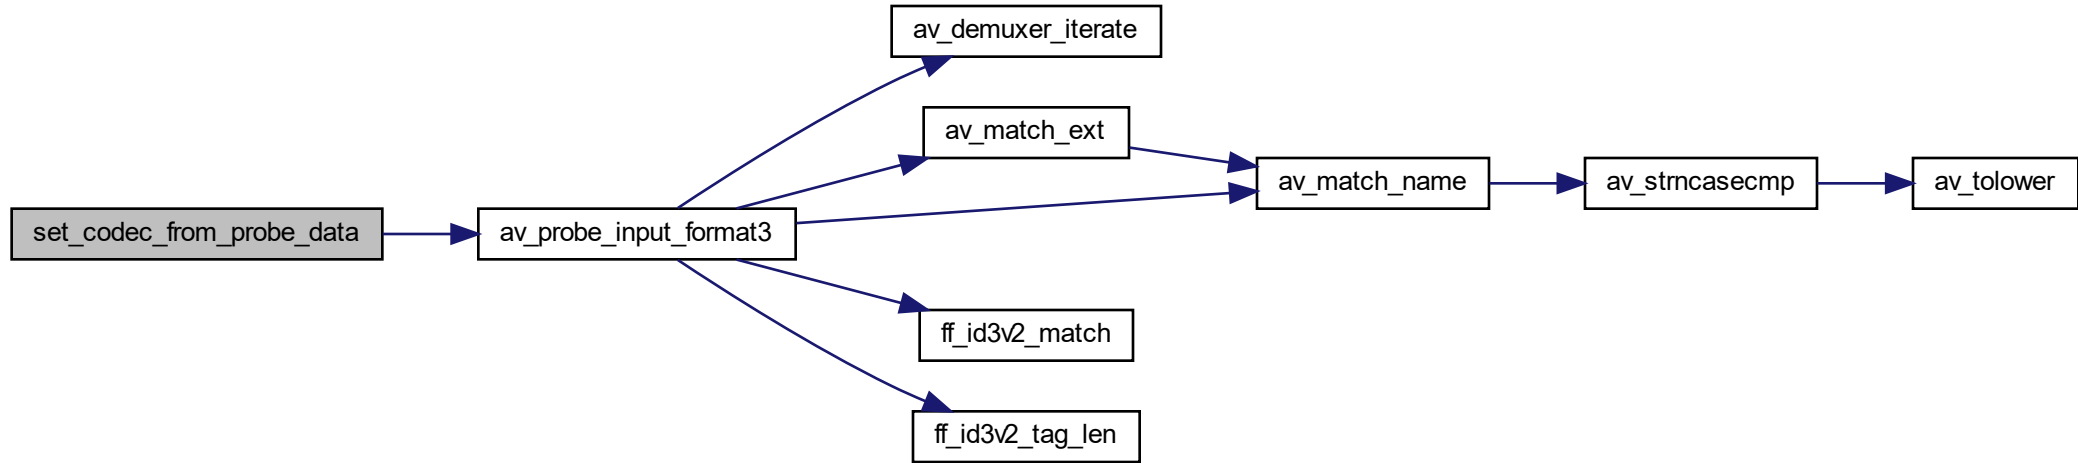 set_codec_from_probe_data
av_probe_input_format3
av_demuxer_iterate
av_match_ext
av_match_name
av_strncasecmp
av_tolower
ff_id3v2_match
ff_id3v2_tag_len